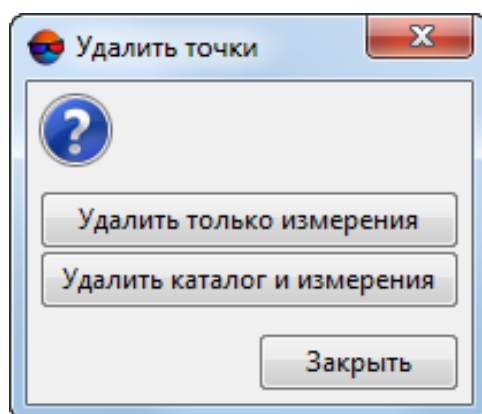 Удалить точки
Удалить только измерения
Удалить каталог и измерения
Закрыть